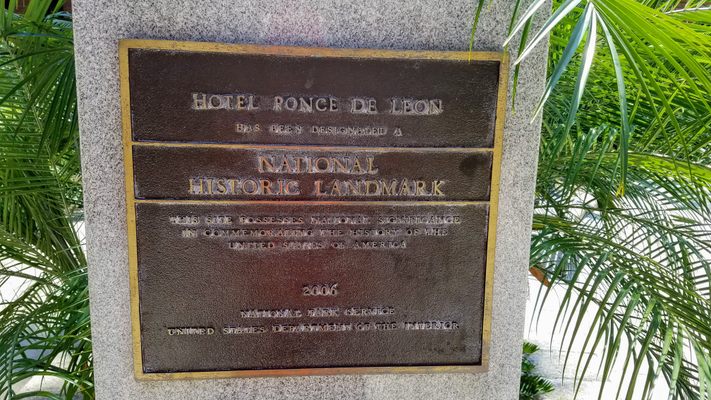 HOTEL PONCE DE LEON
HAS BEEN DESIGNATED A
NATIONAL
HISTORIC LANDMARK
THIS SITE POSSESSES NATIONAL SIGNIFICANCE
IN COMMEMORATING THE HISTORY OF THE
UNITED STATES OF AMERICA
2006
NATIONAL PARK SERVICE
UNITED STATES DEPARTMENT OF THE INTERIOR